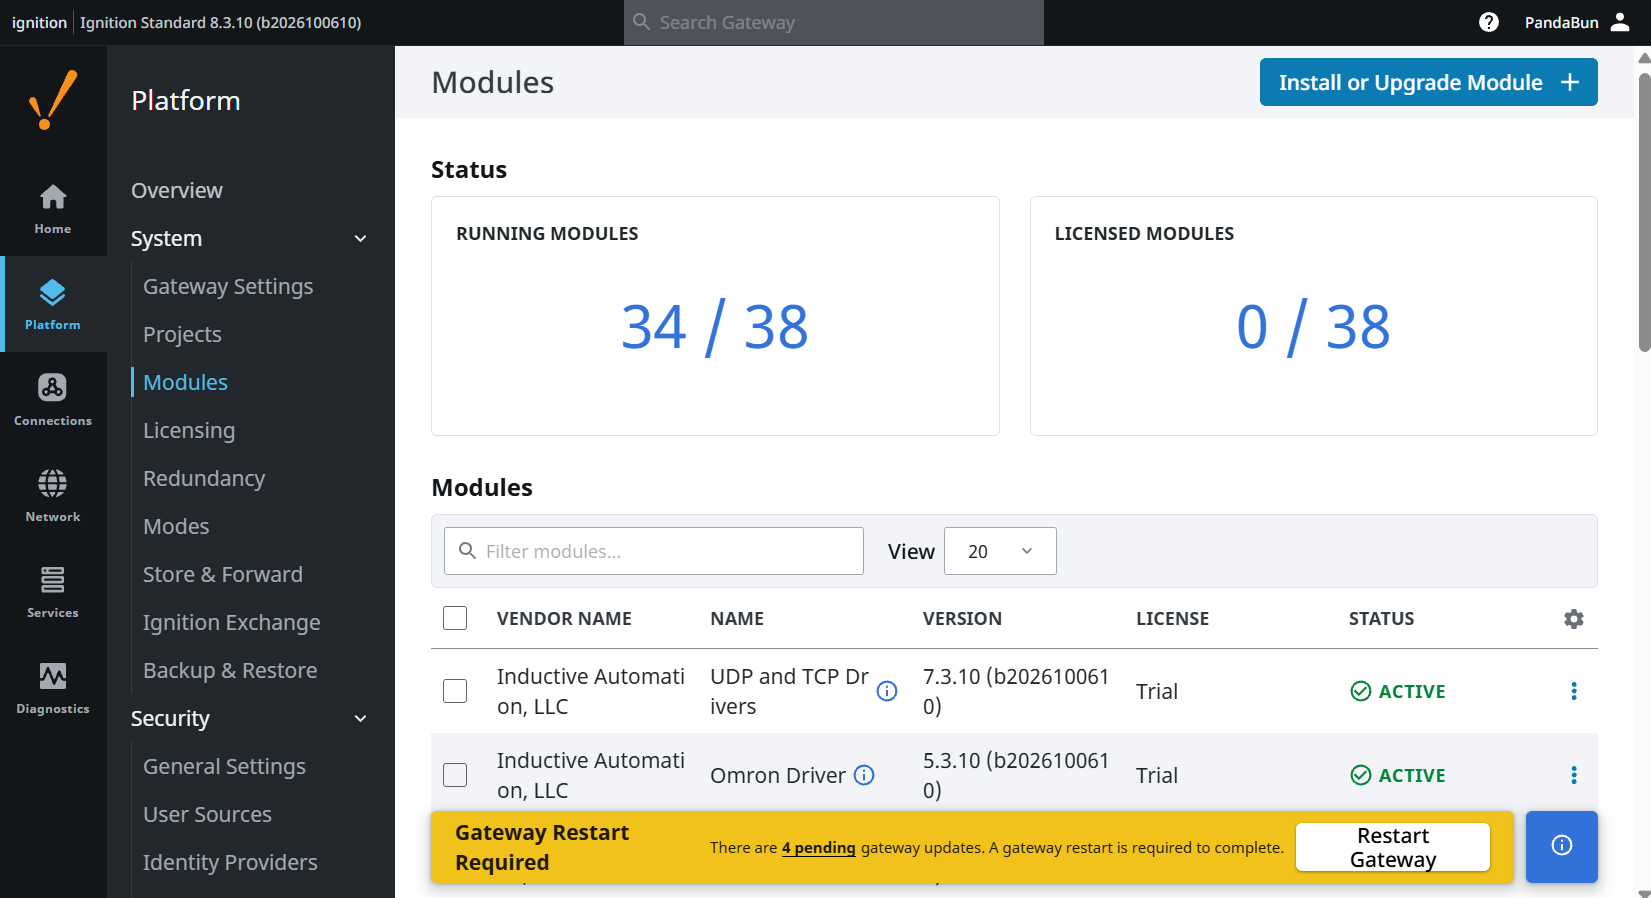 ignition | Ignition Standard 8.3.10 (b2026100610)
Search Gateway
PandaBun
Home
Platform
Connections
Network
Services
Diagnostics
Platform
Overview
System
Gateway Settings
Projects
Modules
Licensing
Redundancy
Modes
Store & Forward
Ignition Exchange
Backup & Restore
Security
General Settings
User Sources
Identity Providers
Modules
Install or Upgrade Module +
Status
RUNNING MODULES
34 / 38
LICENSED MODULES
0 / 38
Modules
Filter modules...
View 20
VENDOR NAME NAME VERSION LICENSE STATUS
Inductive Automati
on, LLC
UDP and TCP Dr
ivers
7.3.10 (b202610061
0)
Trial
ACTIVE
Inductive Automati
on, LLC
Omron Driver
5.3.10 (b202610061
0)
Trial
ACTIVE
Gateway Restart
Required
There are 4 pending gateway updates. A gateway restart is required to complete.
Restart
Gateway